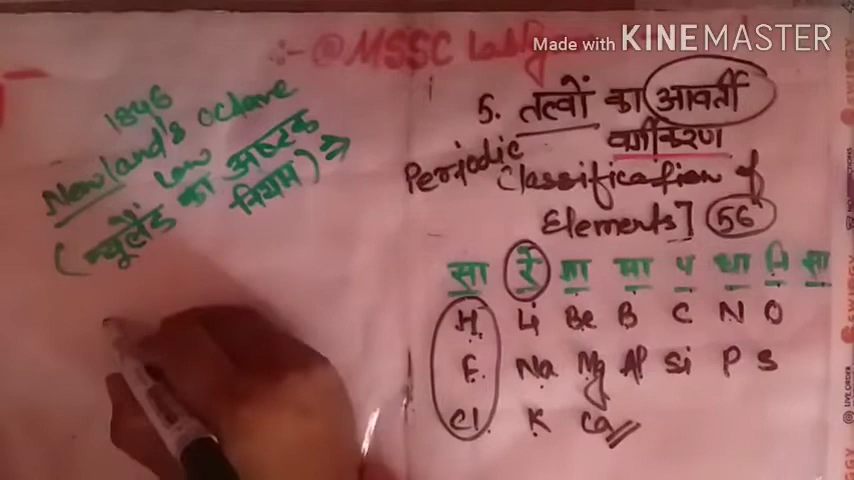 Made with KINEMASTER
:- @MSSC
1846
Newland's octave
Law
(न्यूलैंड का अष्टक
नियम) ⇒
5. तत्वों का आवर्ती
वर्गीकरण
Periodic
Classification of
Elements] 56
सा रे गा मा प धा नि सा
H Li Be B C N O
F Na Mg Al Si P S
Cl K Ca